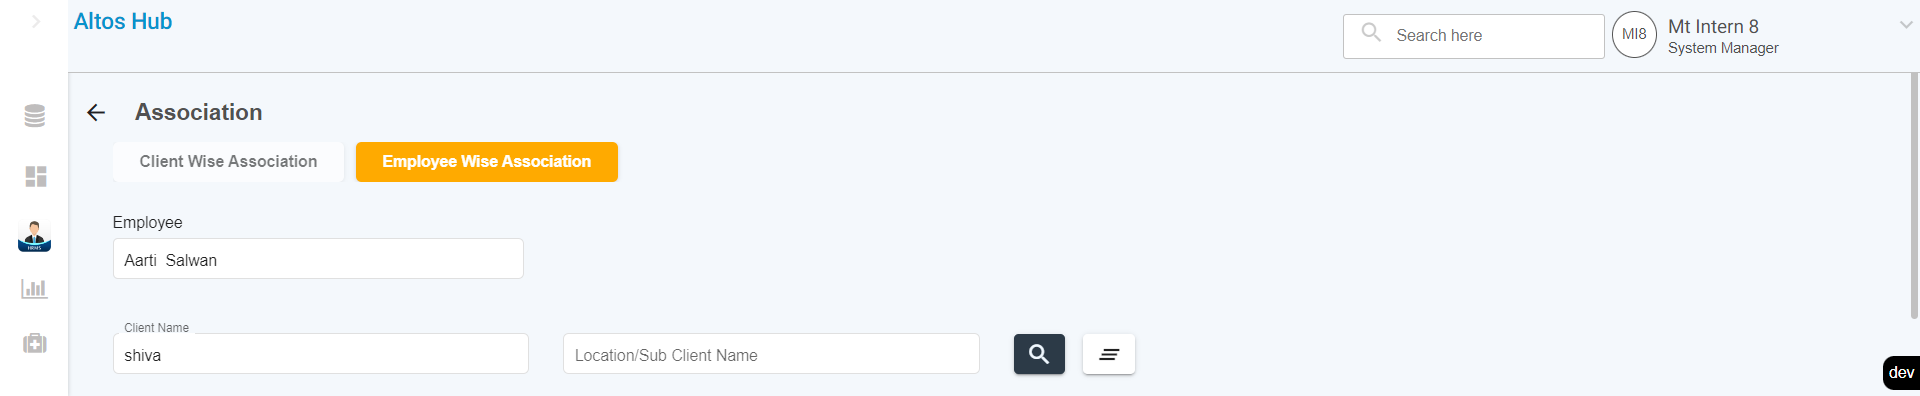 Altos Hub
Search here
MI8
Mt Intern 8
System Manager
Association
Client Wise Association
Employee Wise Association
Employee
Aarti  Salwan
HRMS
Client Name
shiva
Location/Sub Client Name
dev